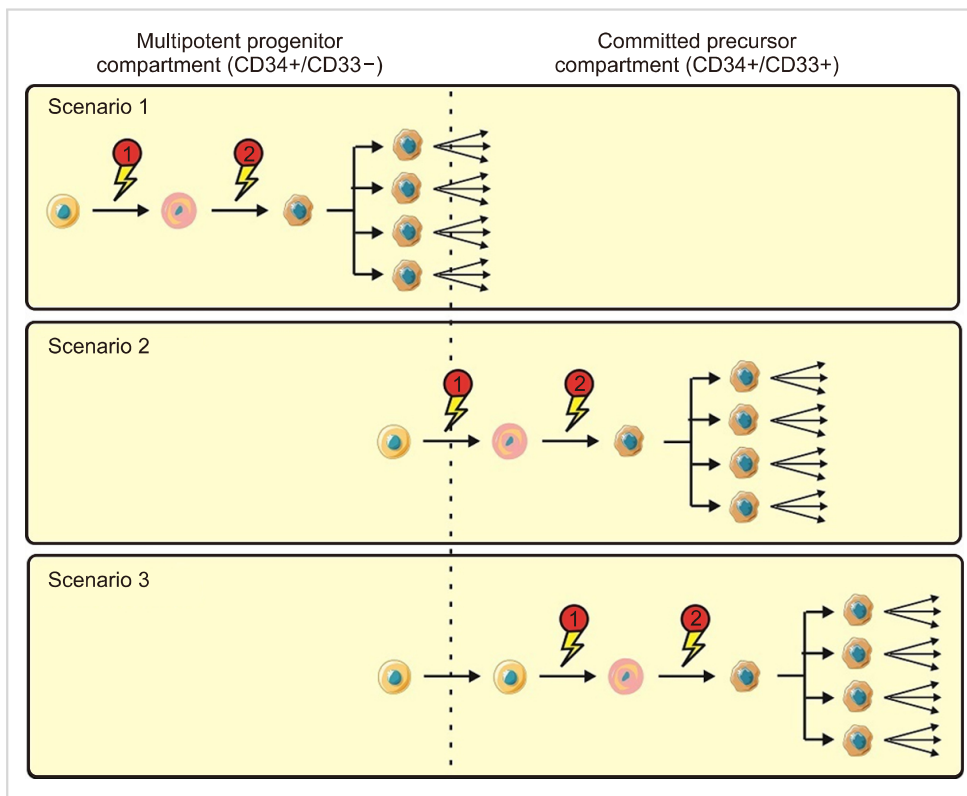 Multipotent progenitor
compartment (CD34+/CD33−)
Committed precursor
compartment (CD34+/CD33+)
Scenario 1
1
2
Scenario 2
1
2
Scenario 3
1
2